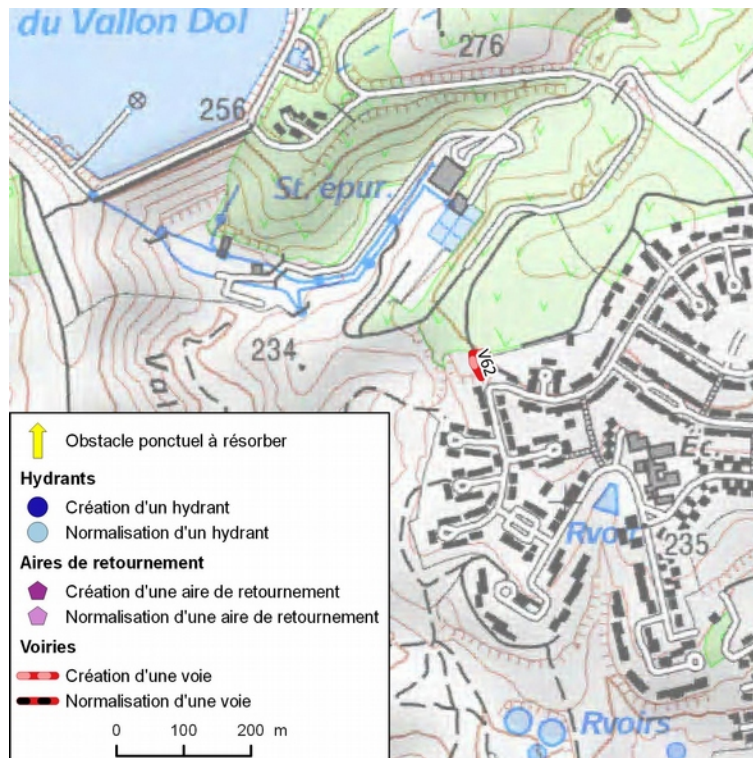 du Vallon Dol
276
256
St. epur.
234
V62
Val
Éc.
Rvoir
235
Rvoirs
Obstacle ponctuel à résorber
Hydrants
Création d'un hydrant
Normalisation d'un hydrant
Aires de retournement
Création d'une aire de retournement
Normalisation d'une aire de retournement
Voiries
Création d'une voie
Normalisation d'une voie
0 100 200 m